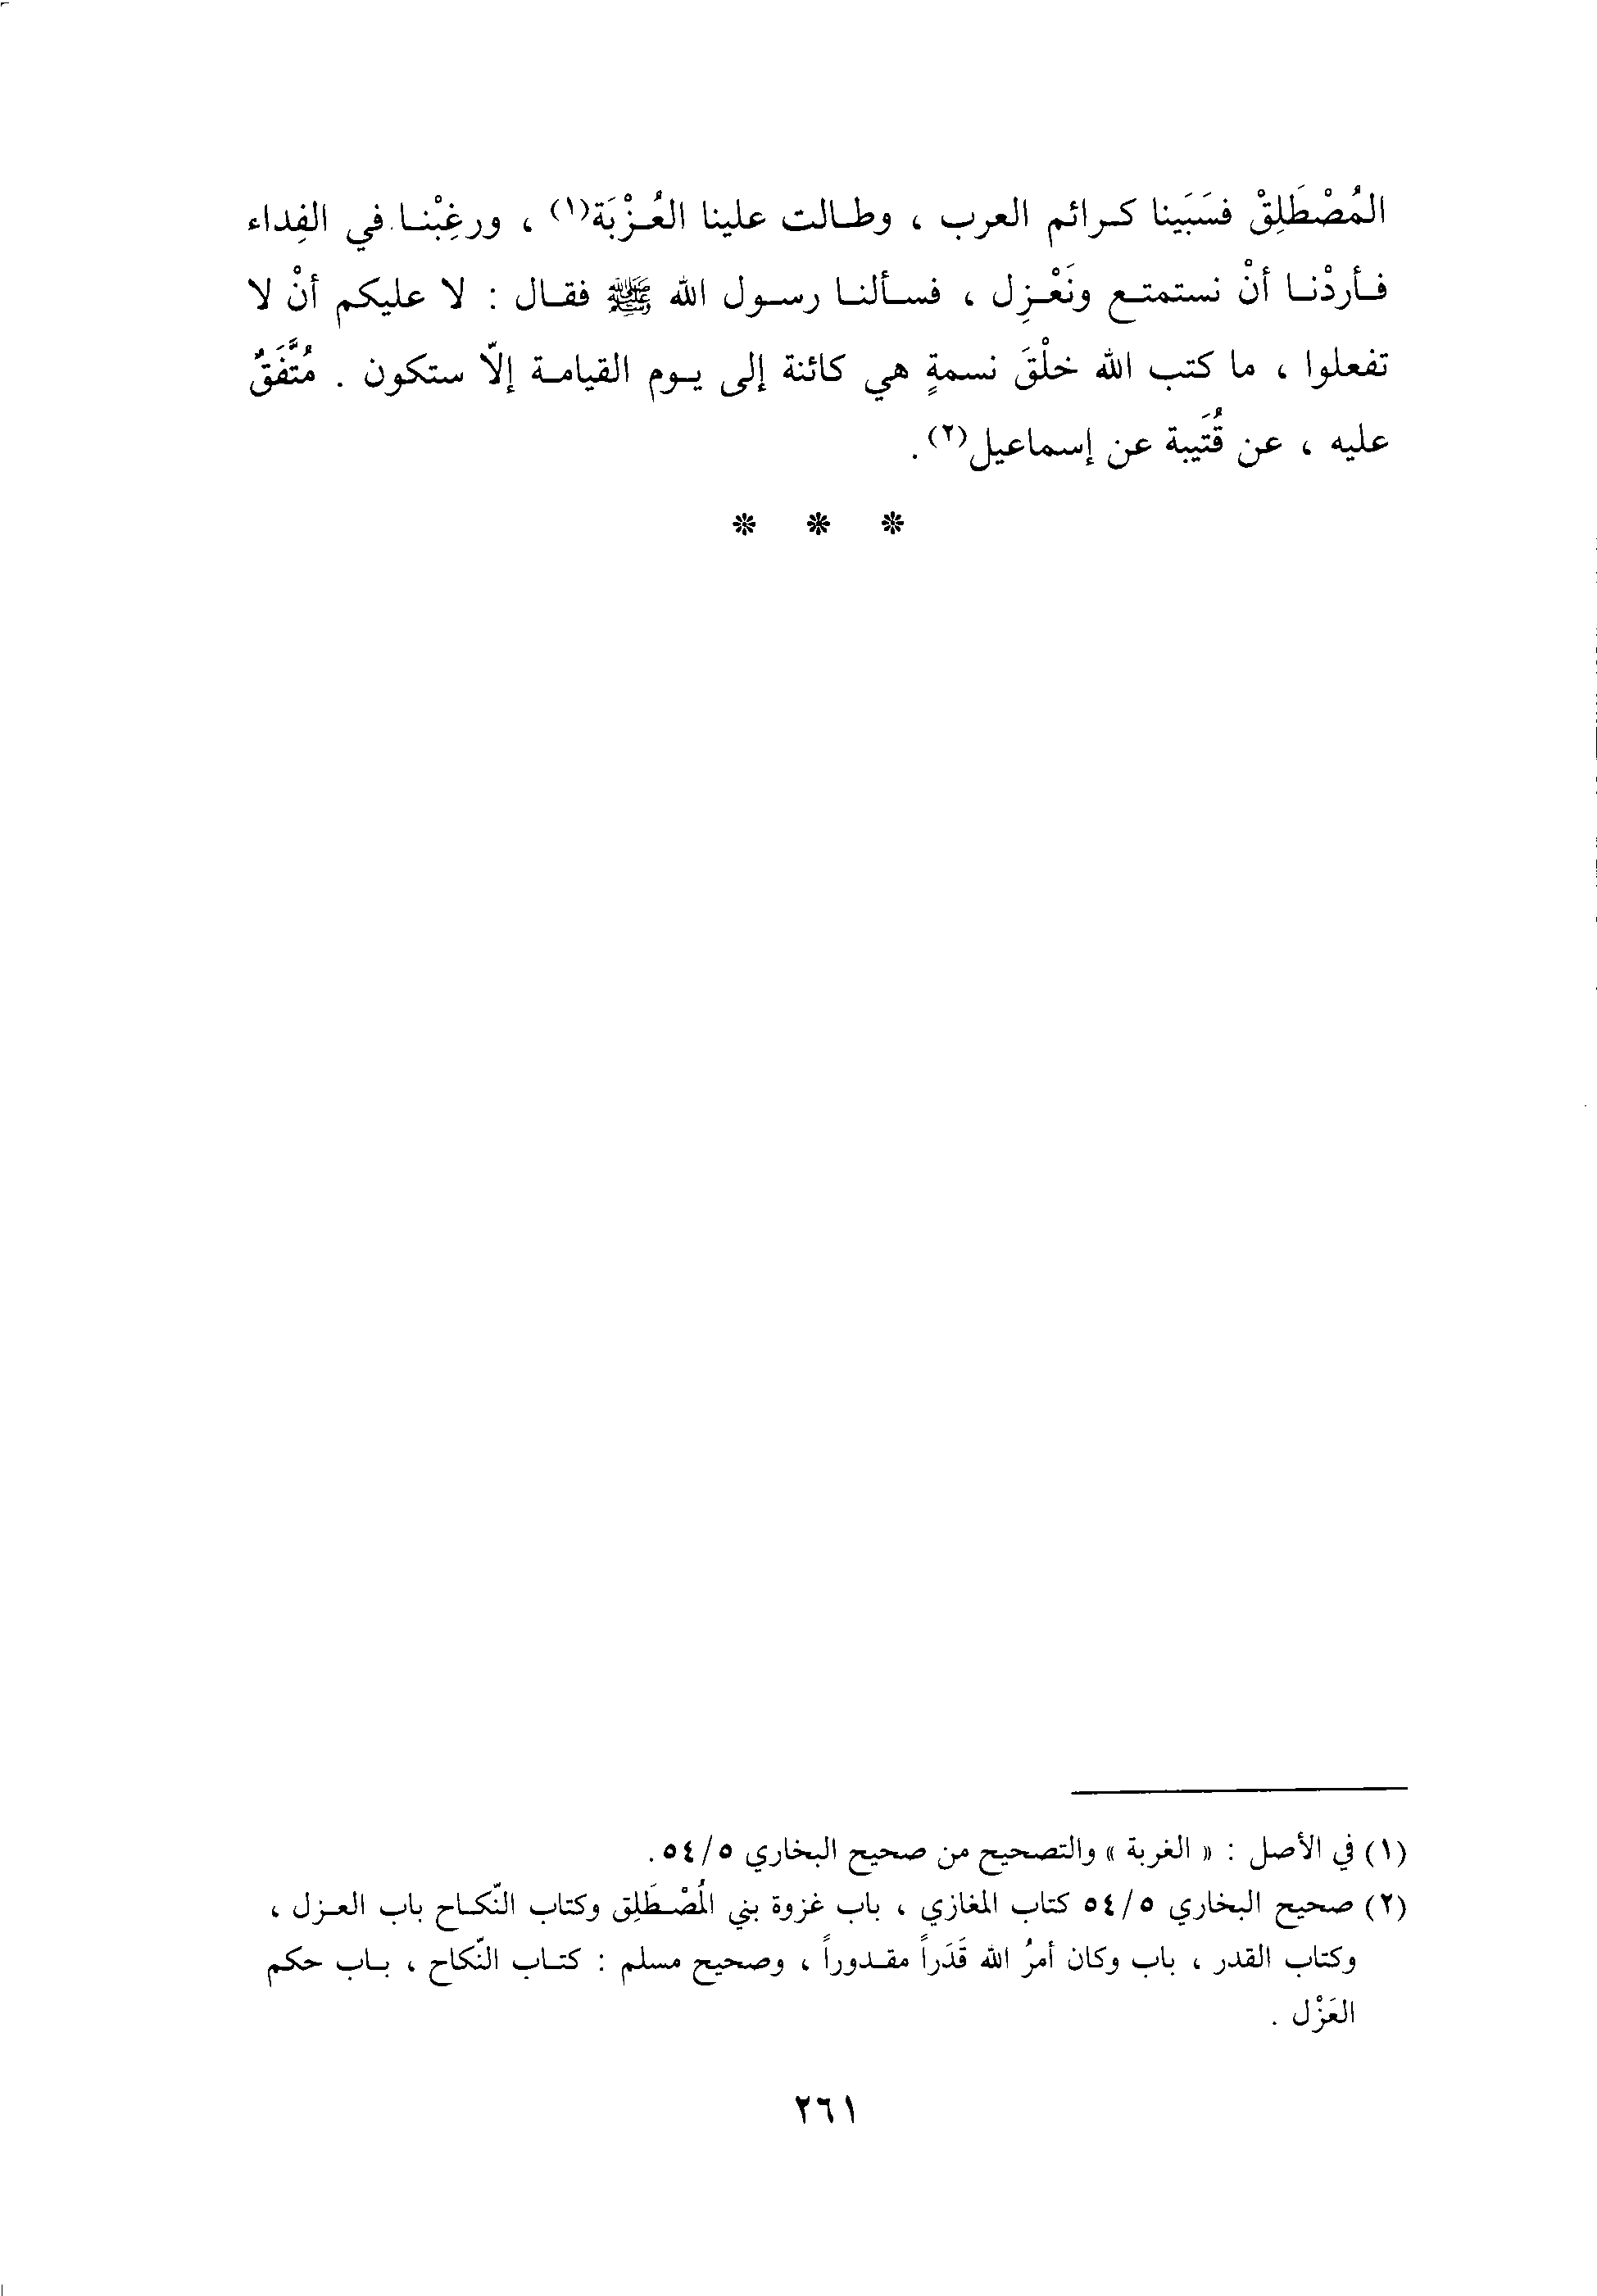 المُصْطَلِقْ فسَبَينا كرائم العرب ، وطالت علينا العُزْبَة(١) ، ورغِبْنا في الفِداء
فأردْنا أنْ نستمتع ونَعْزِل ، فسألنا رسول الله ﷺ فقال : لا عليكم أنْ لا
تفعلوا ، ما كتب الله خلْقَ نسمةٍ هي كائنة إلى يوم القيامة إلّا ستكون . مُتَّفَقٌ
عليه ، عن قُتَيبة عن إسماعيل(٢) .
* * *
(١) في الأصل : « الغربة » والتصحيح من صحيح البخاري ٥/٥٤ .
(٢) صحيح البخاري ٥/٥٤ كتاب المغازي ، باب غزوة بني المُصْطَلِق وكتاب النّكاح باب العزل ،
وكتاب القدر ، باب وكان أمرُ الله قَدَراً مقدوراً ، وصحيح مسلم : كتاب النّكاح ، باب حكم
العَزْل .
٢٦١